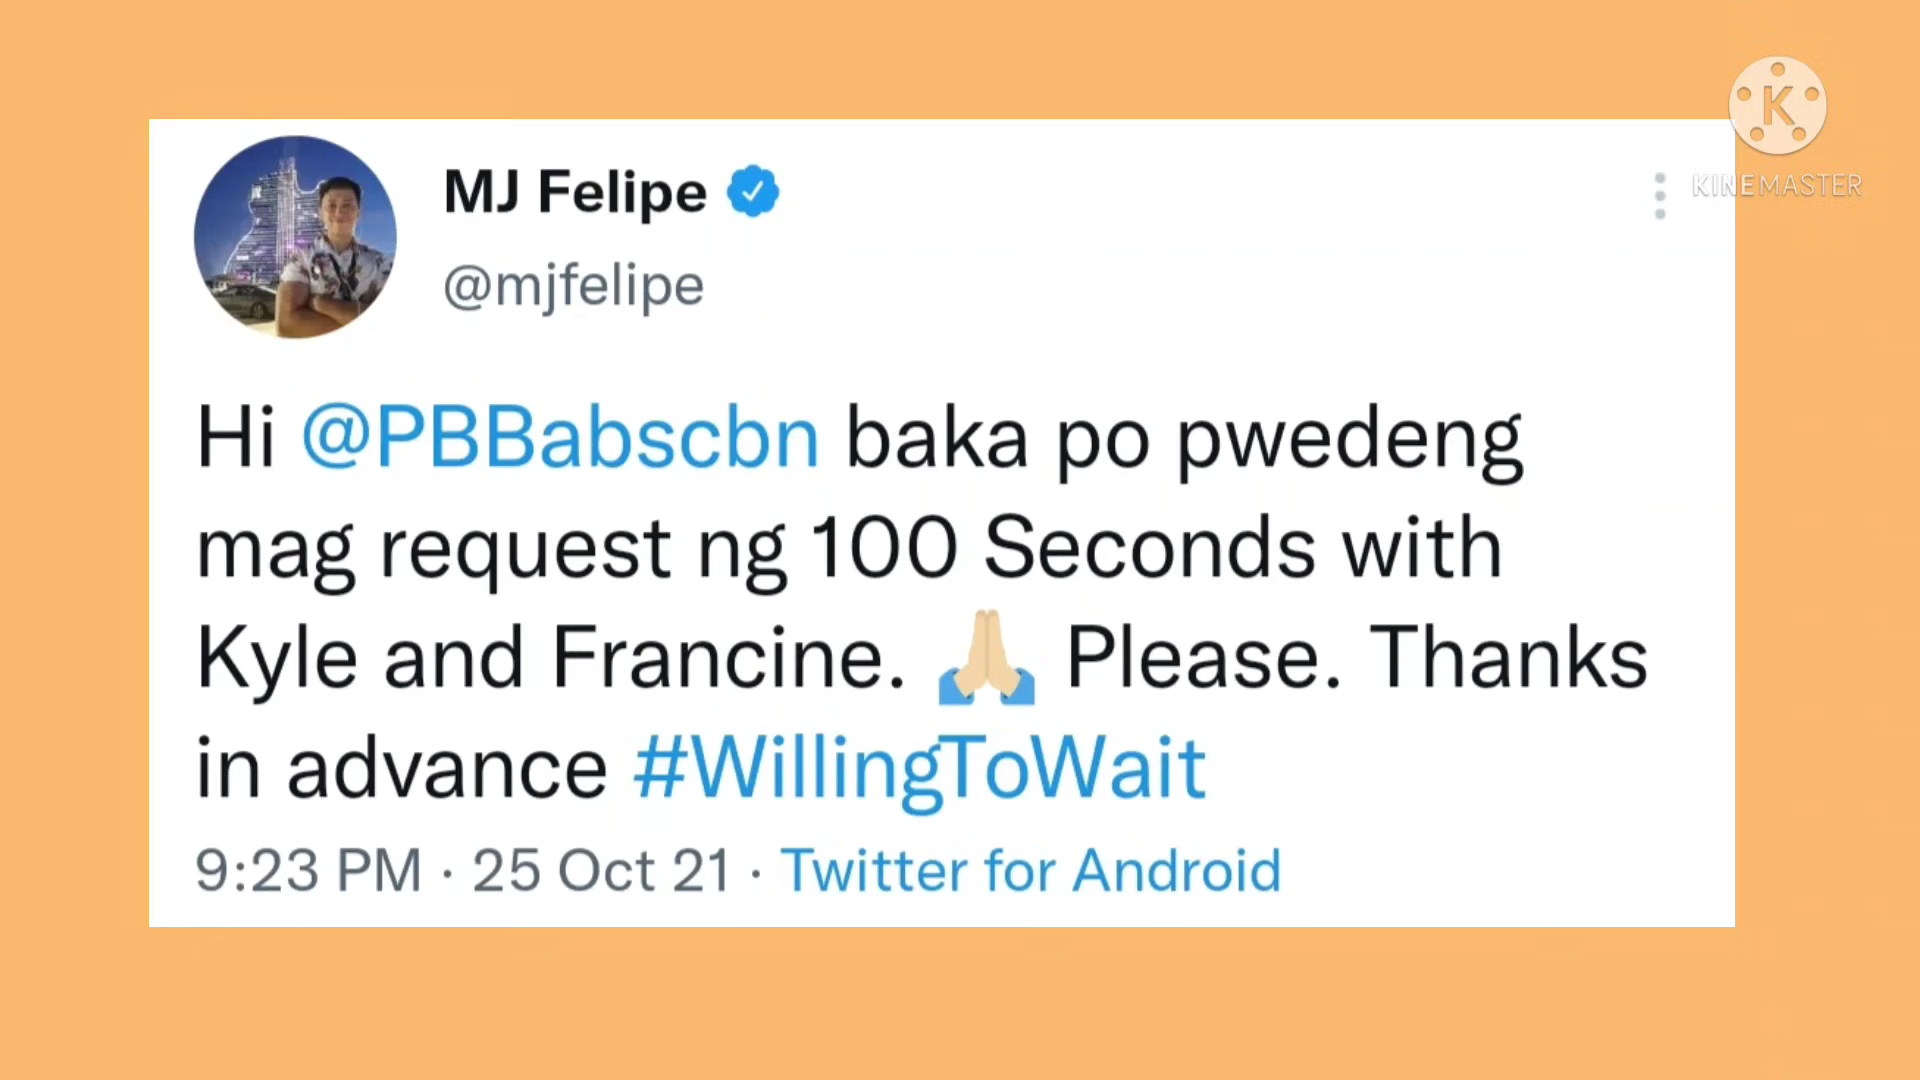 K
KINEMASTER
MJ Felipe
@mjfelipe
Hi @PBBabscbn baka po pwedeng
mag request ng 100 Seconds with
Kyle and Francine. 🙏🏼 Please. Thanks
in advance #WillingToWait
9:23 PM · 25 Oct 21 · Twitter for Android